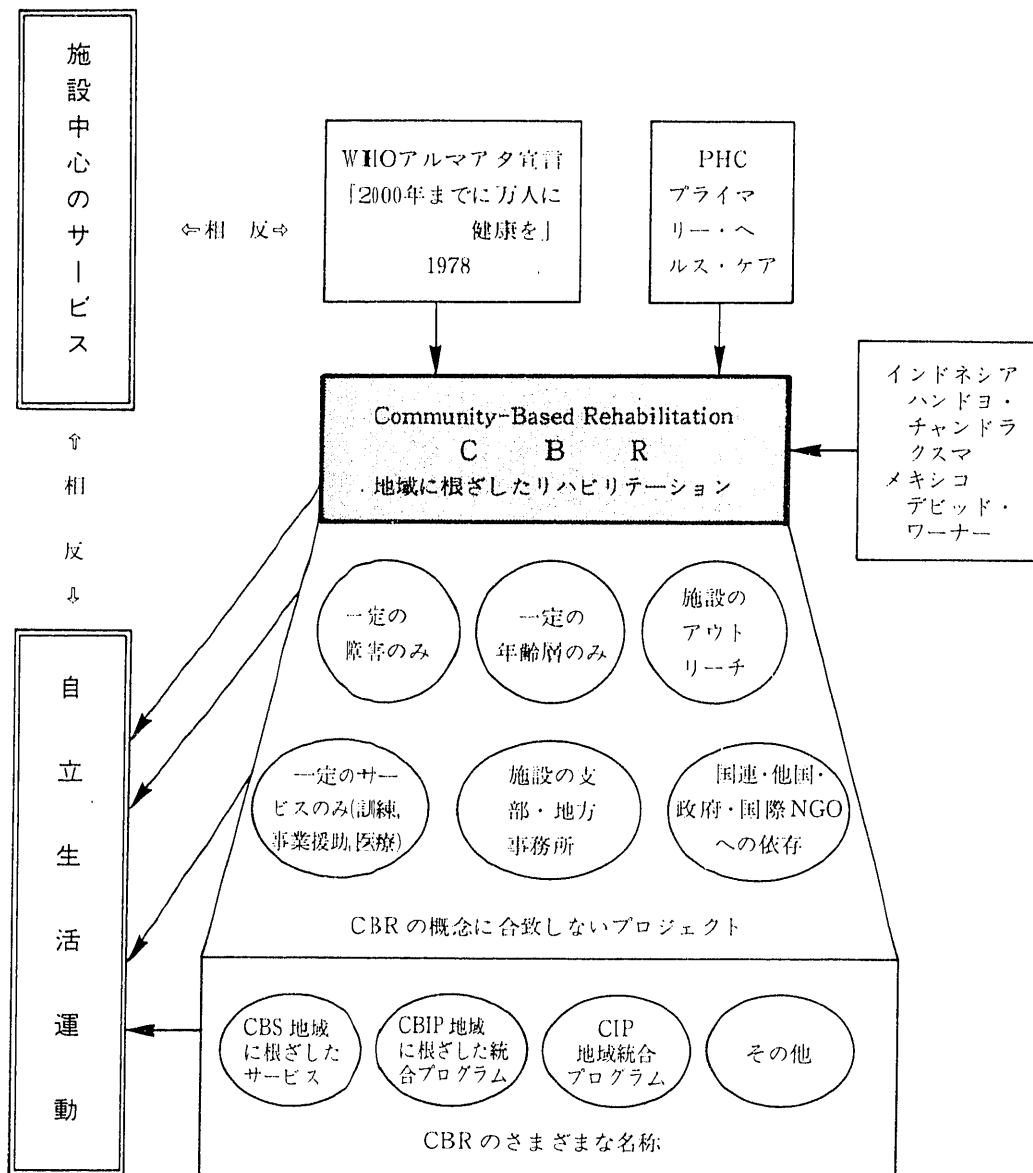 施設中心のサービス
⇦相 反⇨
WHOアルマアタ宣言
「2000年までに万人に
健康を」
1978
PHC
プライマ
リー・ヘ
ルス・ケア
インドネシア
ハンドヨ・
チャンドラ
クスマ
メキシコ
デビッド・
ワーナー
Community-Based Rehabilitation
C B R
地域に根ざしたリハビリテーション
⇧
相
反
⇩
一定の
障害のみ
一定の
年齢層のみ
施設の
アウト
リーチ
一定のサー
ビスのみ(訓練,
事業援助,医療)
施設の支
部・地方
事務所
国連・他国・
政府・国際NGO
への依存
CBRの概念に合致しないプロジェクト
自立生活運動
CBS地域
に根ざした
サービス
CBIP地域
に根ざした統
合プログラム
CIP
地域統合
プログラム
その他
CBRのさまざまな名称